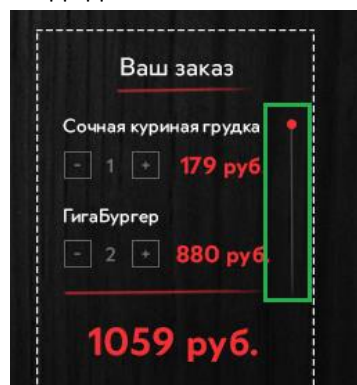 Ваш заказ
Сочная куриная грудка
- 1 + 179 руб.
ГигаБургер
- 2 + 880 руб.
1059 руб.